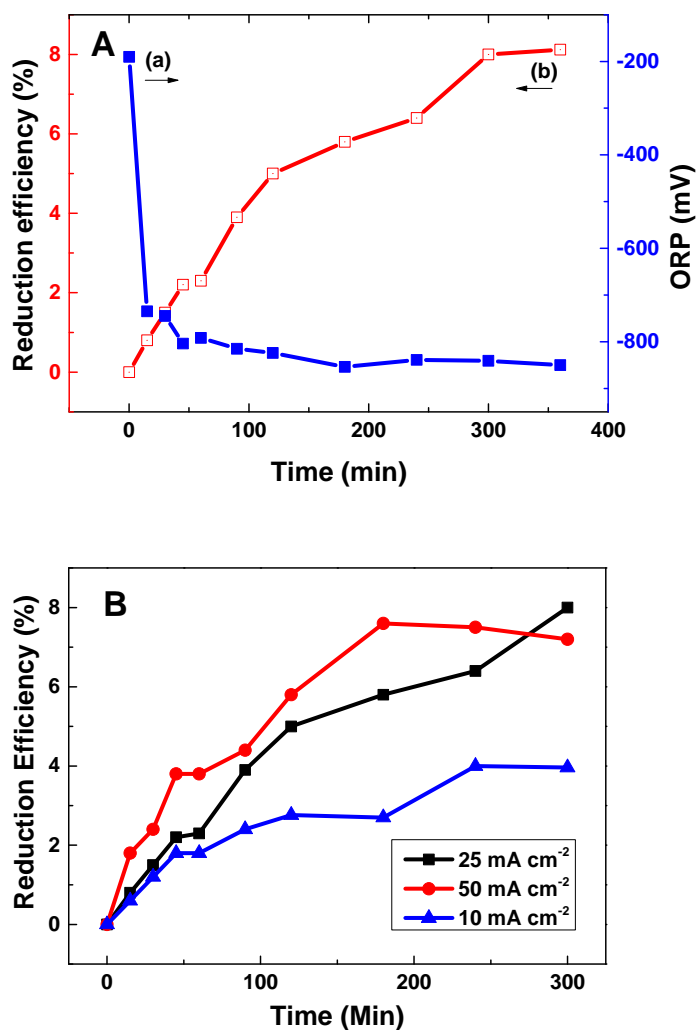 A
(a)
(b)
Reduction efficiency (%)
8
6
4
2
0
-200
-400
-600
-800
ORP (mV)
0 100 200 300 400
Time (min)
B
Reduction Efficiency (%)
8
6
4
2
0
25 mA cm⁻²
50 mA cm⁻²
10 mA cm⁻²
0 100 200 300
Time (Min)